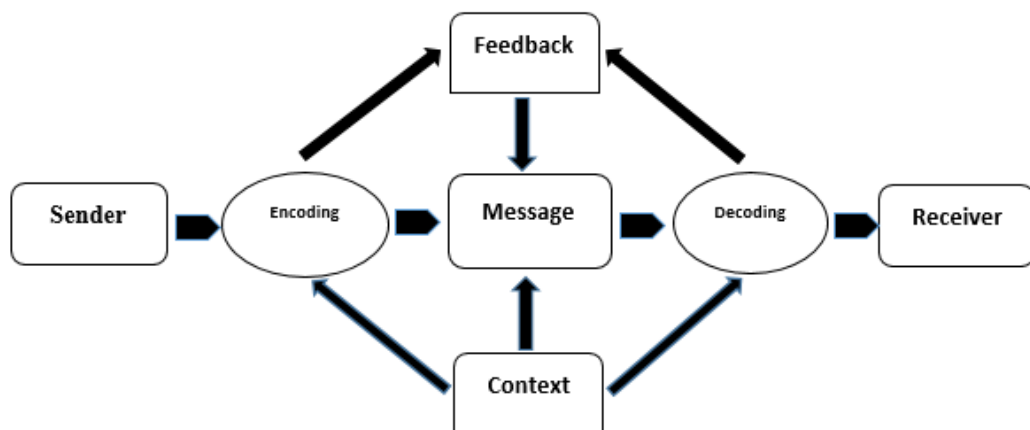 Feedback
Sender
Encoding
Message
Decoding
Receiver
Context